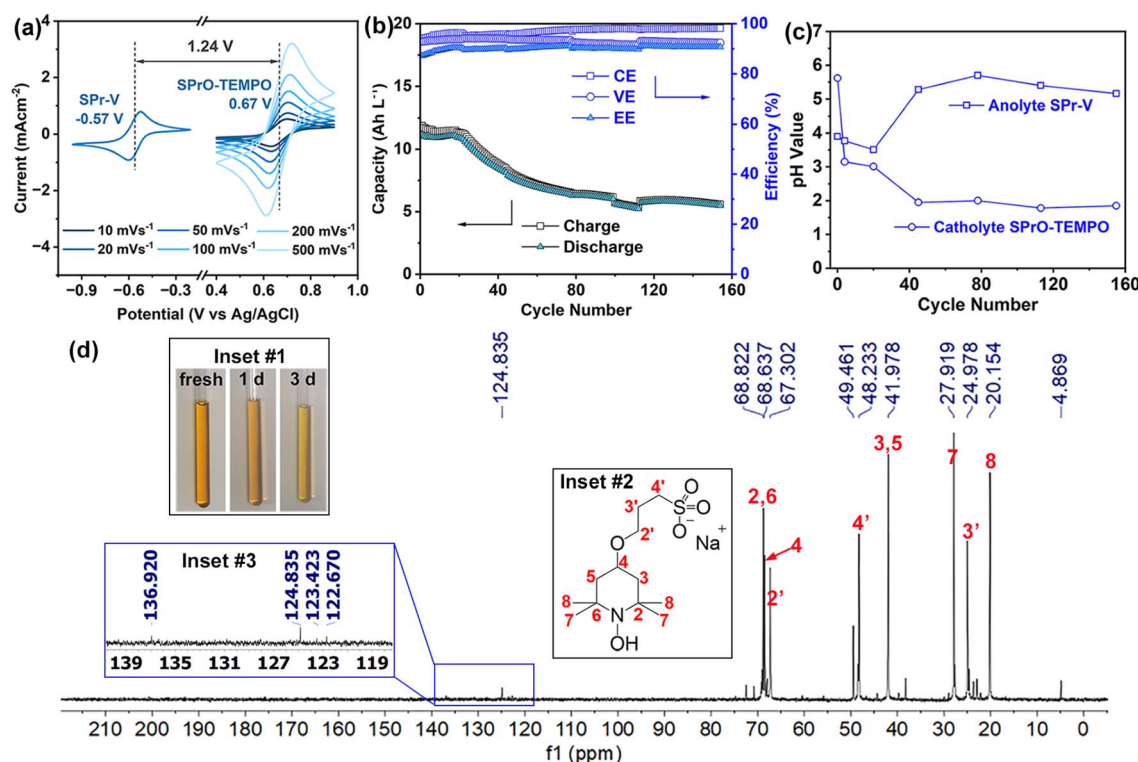 (a)
Current (mAcm⁻²)
4
2
0
−2
−4
1.24 V
SPr-V
-0.57 V
SPrO-TEMPO
0.67 V
10 mVs⁻¹ 50 mVs⁻¹ 200 mVs⁻¹
20 mVs⁻¹ 100 mVs⁻¹ 500 mVs⁻¹
−0.9 −0.6 −0.3 0.4 0.6 0.8 1.0
Potential (V vs Ag/AgCl)
(b)
Capacity (Ah L⁻¹)
20
15
10
5
0
CE
VE
EE
Charge
Discharge
0 40 80 120 160
Cycle Number
100
80
60
40
20
0
Efficiency (%)
(c)
pH Value
7
6
5
4
3
2
1
0
Anolyte SPr-V
Catholyte SPrO-TEMPO
0 40 80 120 160
Cycle Number
(d)
Inset #1
fresh 1 d 3 d
124.835
68.822
68.637
67.302
49.461
48.233
41.978
27.919
24.978
20.154
4.869
Inset #2
4'
3'
2'
S
O
O
O⁻
Na⁺
O
4
5 3
8 8
7 6 2 7
N
OH
2,6
4
2'
4'
3,5
7
3'
8
Inset #3
136.920
124.835
123.423
122.670
139 135 131 127 123 119
210 200 190 180 170 160 150 140 130 120 110 100 90 80 70 60 50 40 30 20 10 0
f1 (ppm)